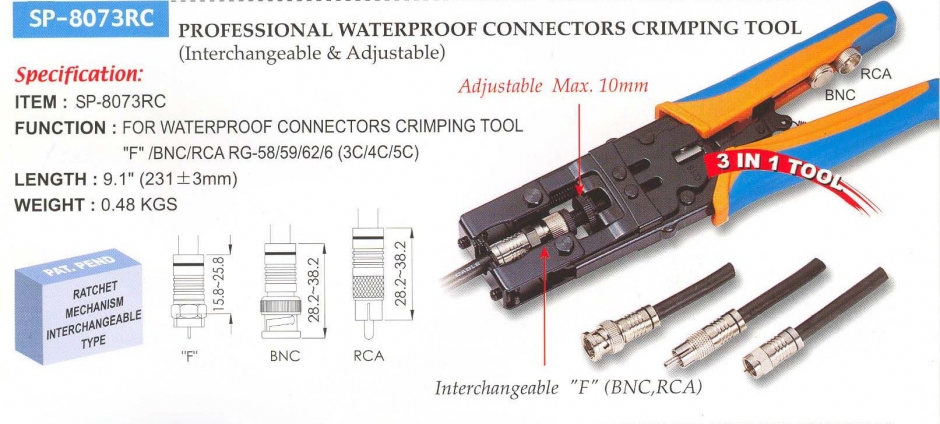 SP-8073RC
PROFESSIONAL WATERPROOF CONNECTORS CRIMPING TOOL
(Interchangeable & Adjustable)
Specification:
ITEM : SP-8073RC
FUNCTION : FOR WATERPROOF CONNECTORS CRIMPING TOOL
"F" /BNC/RCA RG-58/59/62/6 (3C/4C/5C)
LENGTH : 9.1" (231±3mm)
WEIGHT : 0.48 KGS
Adjustable Max. 10mm
RCA
BNC
3 IN 1 TOOL
CABLE
PAT. PEND
RATCHET
MECHANISM
INTERCHANGEABLE
TYPE
15.8~25.8
28.2~38.2
28.2~38.2
"F"
BNC
RCA
Interchangeable "F" (BNC,RCA)